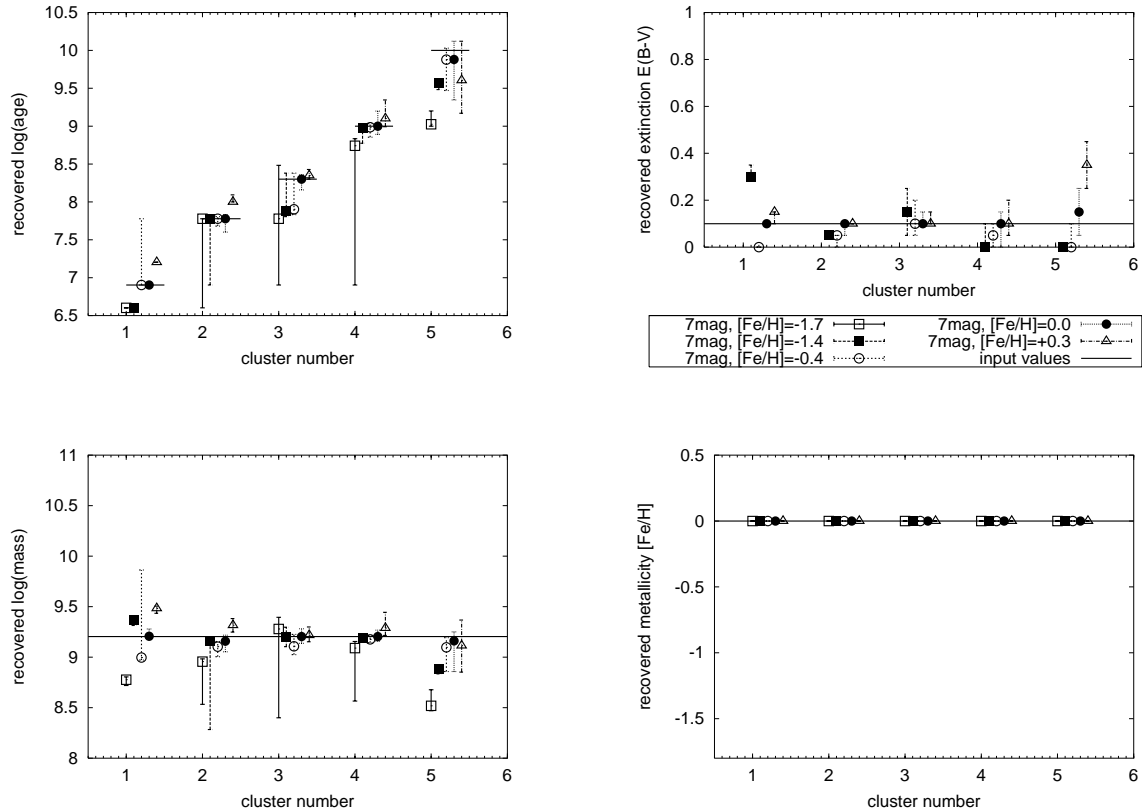 recovered log(age)
10
9.5
9
8.5
8
7.5
7
6.5
1 2 3 4 5 6
cluster number
recovered extinction E(B-V)
1
0.8
0.6
0.4
0.2
0
1 2 3 4 5 6
cluster number
7mag, [Fe/H]=-1.7
7mag, [Fe/H]=-1.4
7mag, [Fe/H]=-0.4
7mag, [Fe/H]=0.0
7mag, [Fe/H]=+0.3
input values
recovered log(mass)
11
10.5
10
9.5
9
8.5
8
1 2 3 4 5 6
cluster number
recovered metallicity [Fe/H]
0.5
0
-0.5
-1
-1.5
1 2 3 4 5 6
cluster number